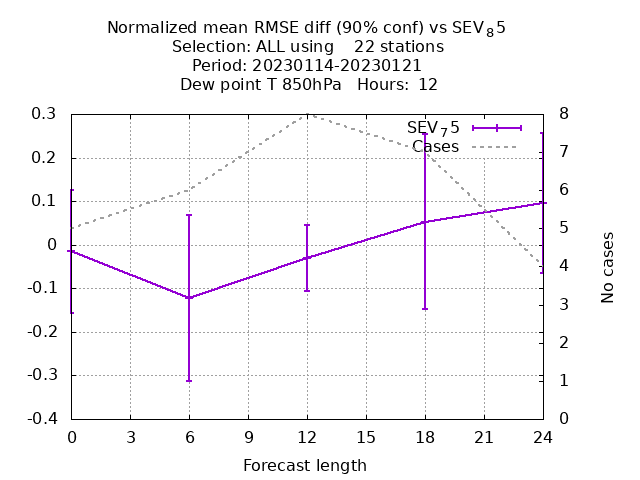 Normalized mean RMSE diff (90% conf) vs SEV₈5
Selection: ALL using 22 stations
Period: 20230114-20230121
Dew point T 850hPa Hours: 12
SEV₇5
Cases
0.3
0.2
0.1
0
-0.1
-0.2
-0.3
-0.4
8
7
6
5
4
3
2
1
0
No cases
0 3 6 9 12 15 18 21 24
Forecast length